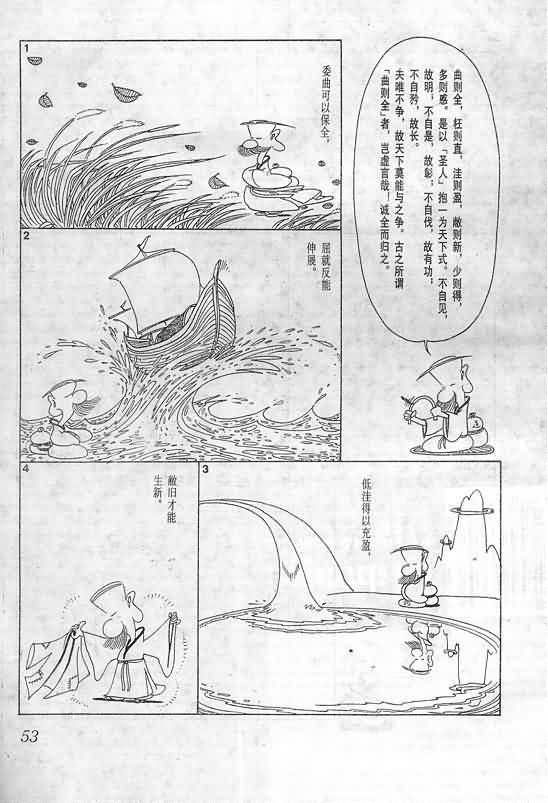 曲则全，枉则直，洼则盈，敝则新，少则得，
多则惑。是以「圣人」抱一为天下式。不自见，
故明；不自是，故彰；不自伐，故有功；
不自矜，故长。
夫唯不争，故天下莫能与之争。古之所谓
「曲则全」者，岂虚言哉！诚全而归之。
1
委曲可以保全，
2
屈就反能
伸展。
3
低洼得以充盈，
4
敝旧才能
生新。
53